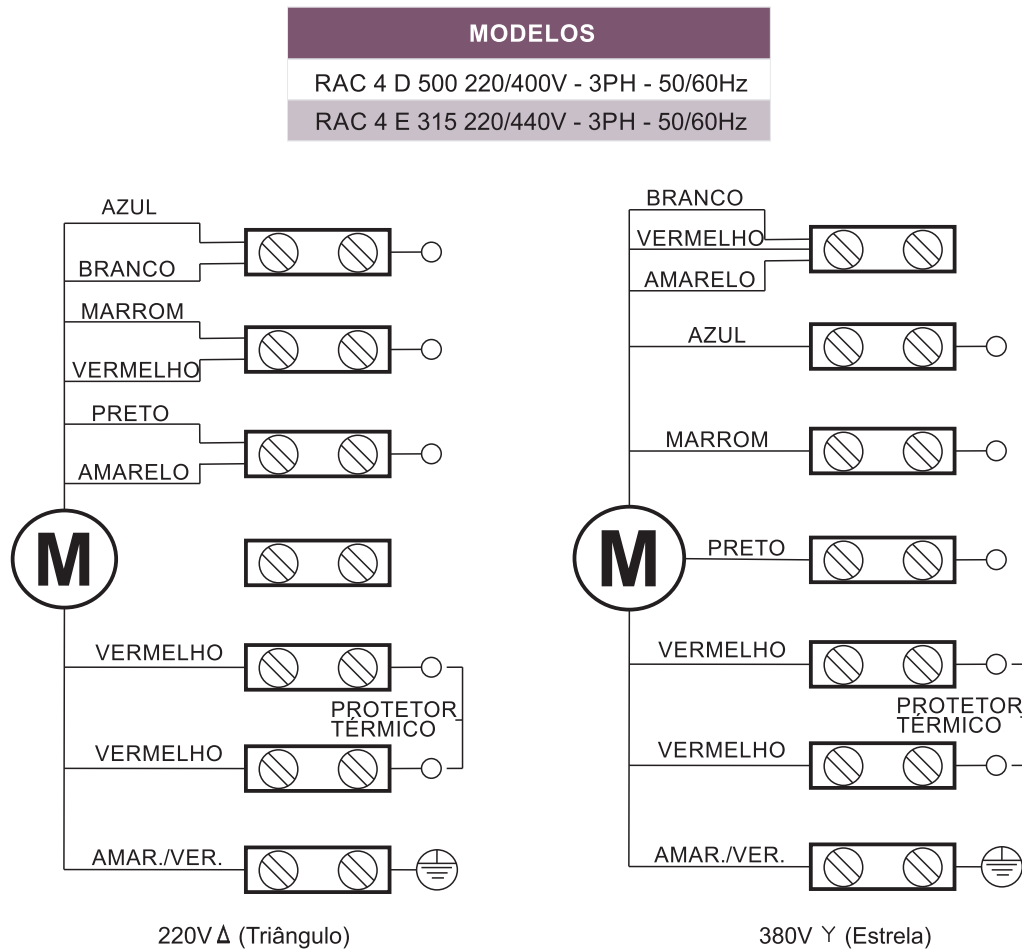 MODELOS
RAC 4 D 500 220/400V - 3PH - 50/60Hz
RAC 4 E 315 220/440V - 3PH - 50/60Hz
AZUL
BRANCO
MARROM
VERMELHO
PRETO
AMARELO
M
VERMELHO
PROTETOR
TÉRMICO
VERMELHO
AMAR./VER.
220V Δ (Triângulo)
BRANCO
VERMELHO
AMARELO
AZUL
MARROM
M
PRETO
VERMELHO
PROTETOR
TÉRMICO
VERMELHO
AMAR./VER.
380V Y (Estrela)